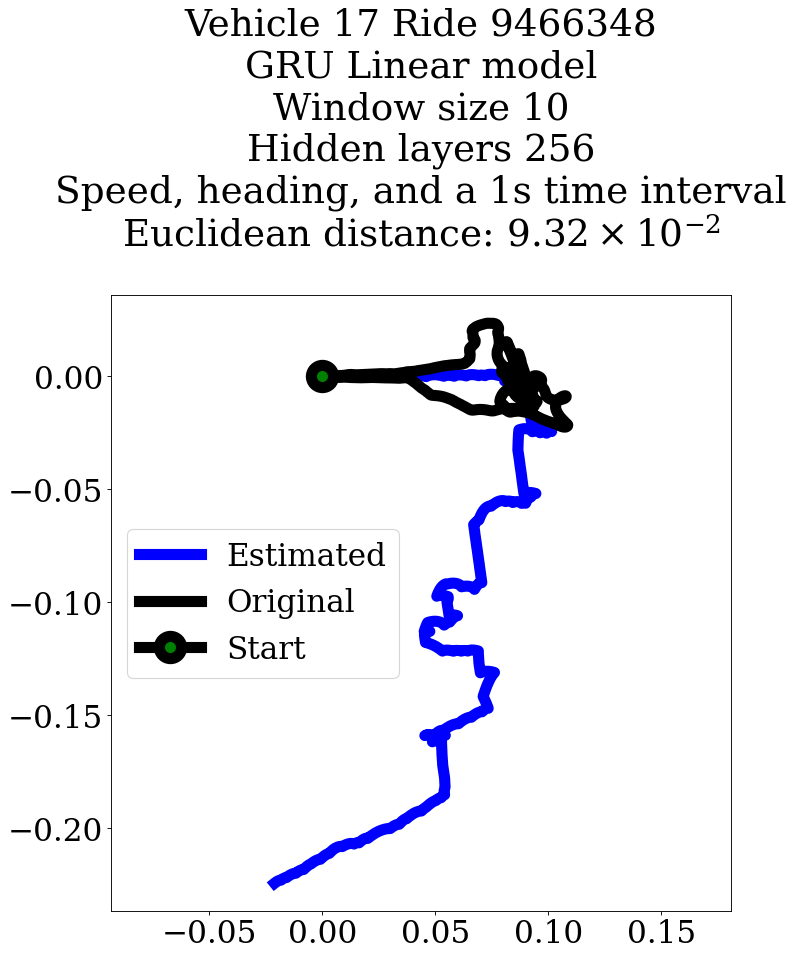 Vehicle 17 Ride 9466348
GRU Linear model
Window size 10
Hidden layers 256
Speed, heading, and a 1s time interval
Euclidean distance: 9.32 × 10⁻²
0.00
−0.05
−0.10
−0.15
−0.20
Estimated
Original
Start
−0.05 0.00 0.05 0.10 0.15